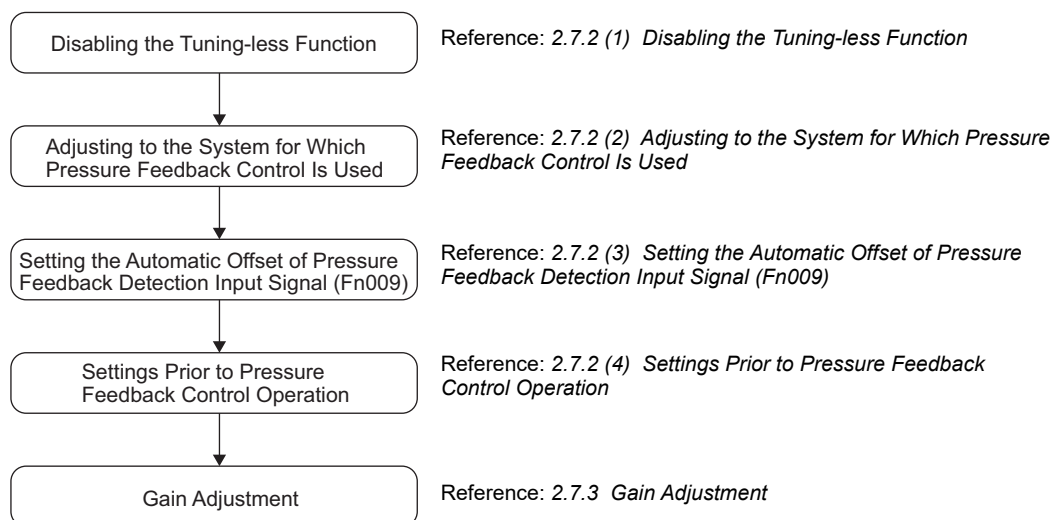 Disabling the Tuning-less Function
Reference: 2.7.2 (1) Disabling the Tuning-less Function
Adjusting to the System for Which
Pressure Feedback Control Is Used
Reference: 2.7.2 (2) Adjusting to the System for Which Pressure
Feedback Control Is Used
Setting the Automatic Offset of Pressure
Feedback Detection Input Signal (Fn009)
Reference: 2.7.2 (3) Setting the Automatic Offset of Pressure
Feedback Detection Input Signal (Fn009)
Settings Prior to Pressure
Feedback Control Operation
Reference: 2.7.2 (4) Settings Prior to Pressure Feedback
Control Operation
Gain Adjustment
Reference: 2.7.3 Gain Adjustment